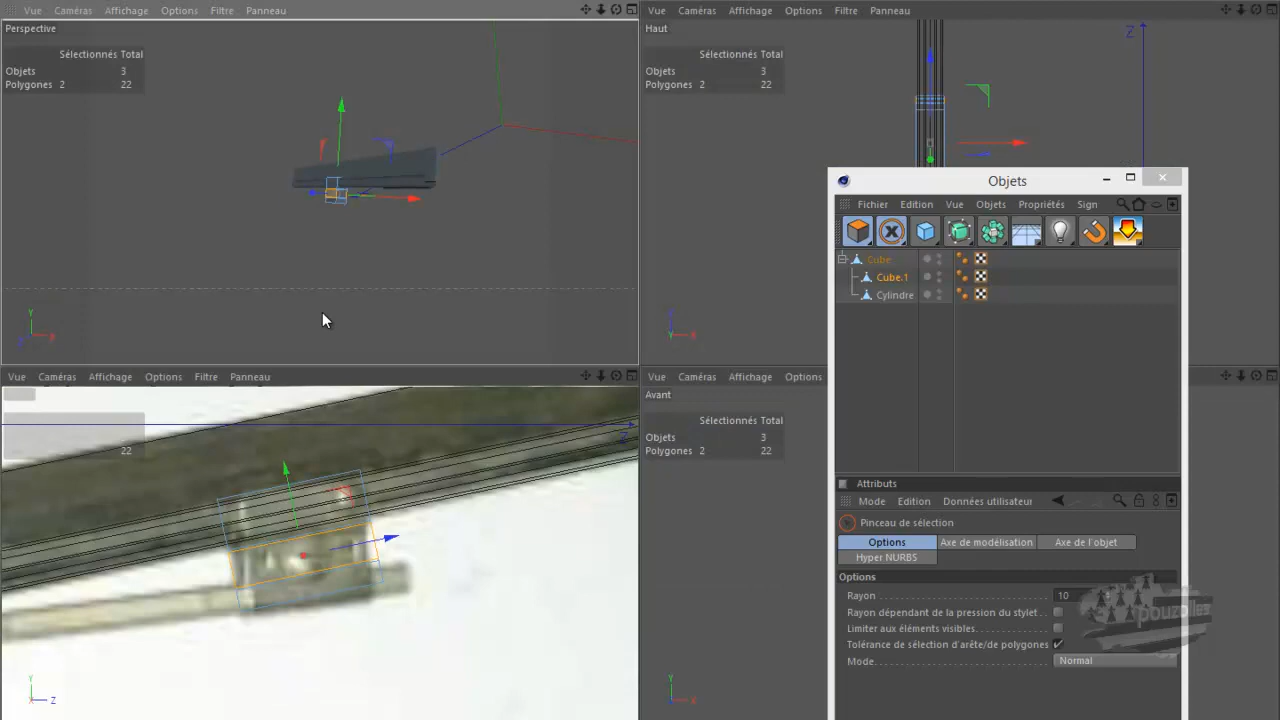 Vue Caméras Affichage Options Filtre Panneau
Perspective
Sélectionnés Total
Objets 3
Polygones 2 22
Y
X
Vue Caméras Affichage Options Filtre Panneau
Haut
Sélectionnés Total
Objets 3
Polygones 2 22
Z
Y X
Vue Caméras Affichage Options Filtre Panneau
22
Z
Y
X Z
Vue Caméras Affichage Options
Avant
Sélectionnés Total
Objets 3
Polygones 2 22
Y
X
Objets
Fichier Edition Vue Objets Propriétés Sign
Cube
Cube.1
Cylindre
Attributs
Mode Edition Données utilisateur
Pinceau de sélection
Options Axe de modélisation Axe de l'objet
Hyper NURBS
Options
Rayon 10
Rayon dépendant de la pression du stylet
Limiter aux éléments visibles
Tolérance de sélection d'arête/de polygones
Mode Normal
pouzolles